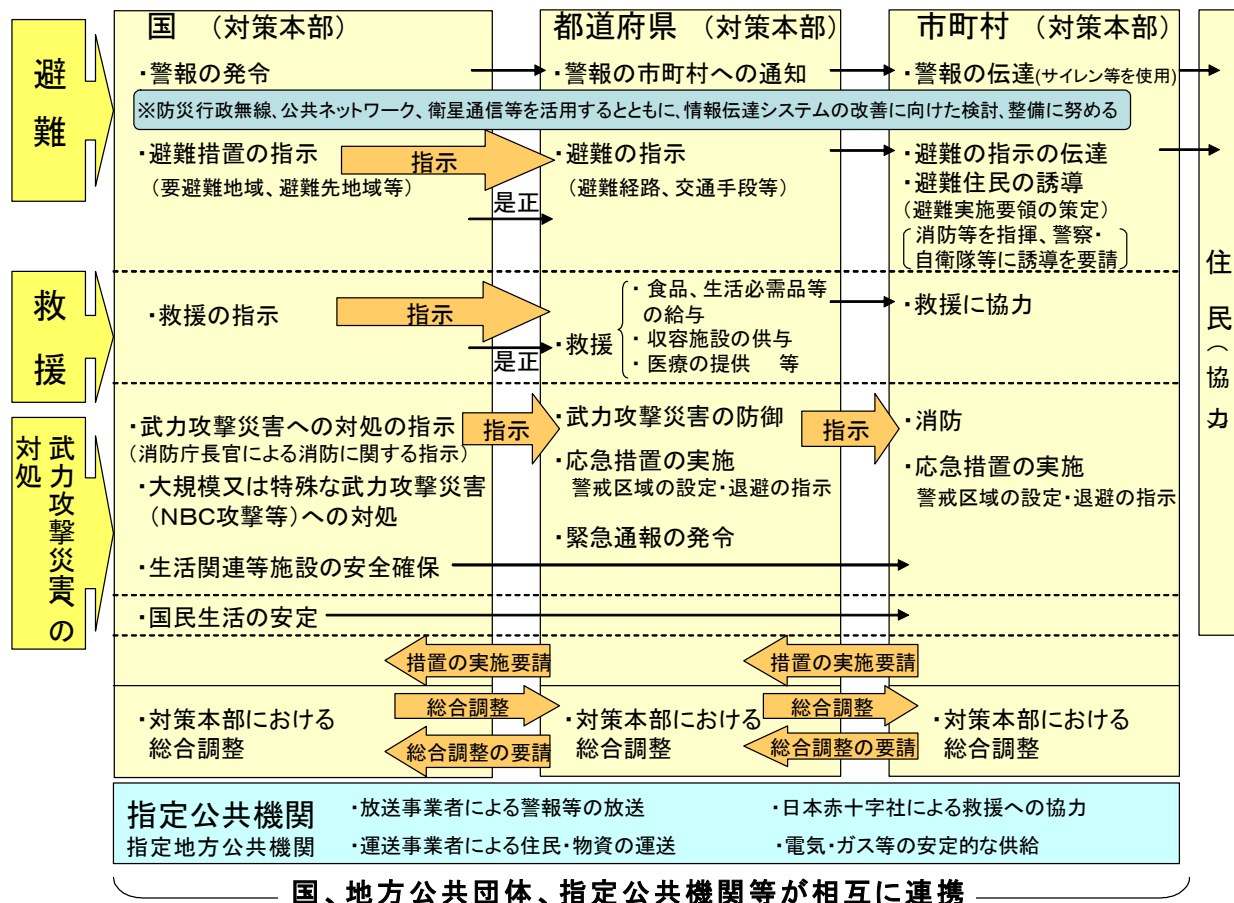 国 (対策本部)
都道府県 (対策本部)
市町村 (対策本部)
避難
・警報の発令
・警報の市町村への通知
・警報の伝達(サイレン等を使用)
※防災行政無線、公共ネットワーク、衛星通信等を活用するとともに、情報伝達システムの改善に向けた検討、整備に努める
・避難措置の指示
(要避難地域、避難先地域等)
指示
是正
・避難の指示
(避難経路、交通手段等)
・避難の指示の伝達
・避難住民の誘導
(避難実施要領の策定)
消防等を指揮、警察・
自衛隊等に誘導を要請
住民(協力)
救援
・救援の指示
指示
是正
・救援
・食品、生活必需品等
の給与
・収容施設の供与
・医療の提供 等
・救援に協力
武力攻撃災害への
対処
・武力攻撃災害への対処の指示
(消防庁長官による消防に関する指示)
指示
・武力攻撃災害の防御
指示
・消防
・応急措置の実施
警戒区域の設定・退避の指示
・応急措置の実施
警戒区域の設定・退避の指示
・大規模又は特殊な武力攻撃災害
(NBC攻撃等)への対処
・緊急通報の発令
・生活関連等施設の安全確保
・国民生活の安定
措置の実施要請
措置の実施要請
・対策本部における
総合調整
総合調整
総合調整の要請
・対策本部における
総合調整
総合調整
総合調整の要請
・対策本部における
総合調整
指定公共機関
指定地方公共機関
・放送事業者による警報等の放送
・日本赤十字社による救援への協力
・運送事業者による住民・物資の運送
・電気・ガス等の安定的な供給
国、地方公共団体、指定公共機関等が相互に連携